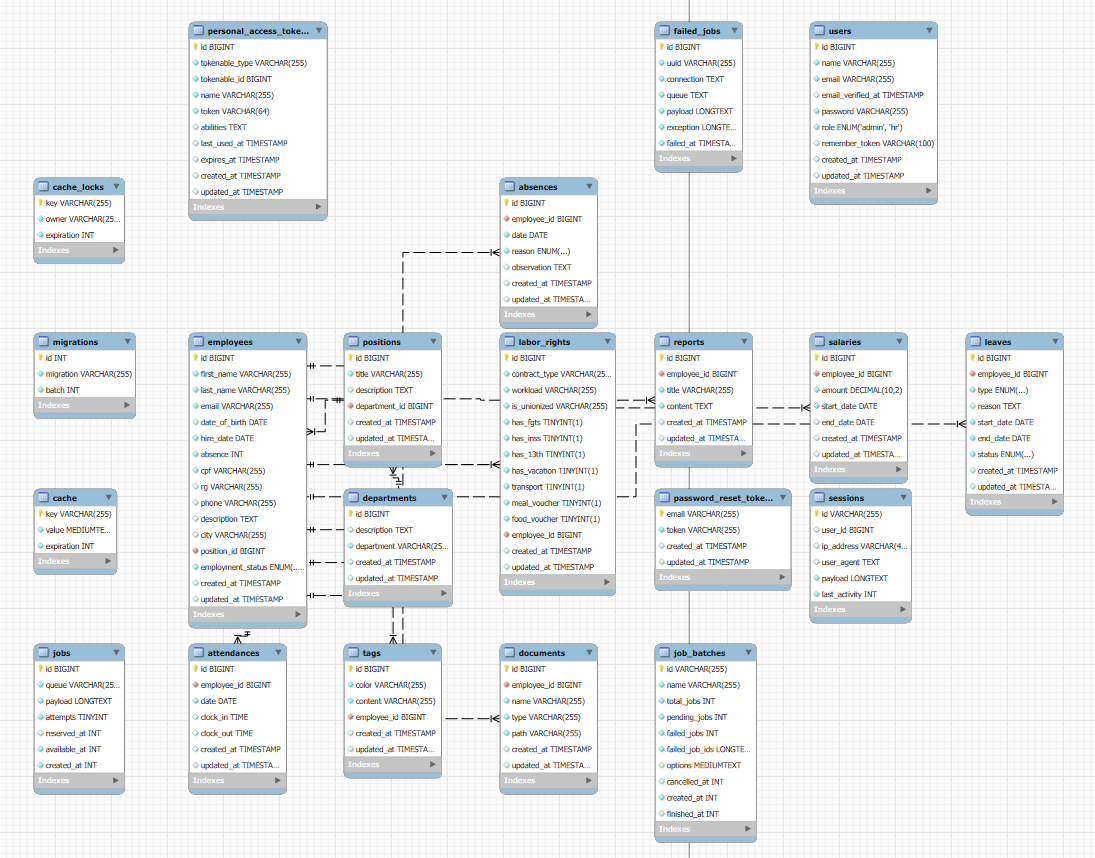 personal_access_toke...
id BIGINT
tokenable_type VARCHAR(255)
tokenable_id BIGINT
name VARCHAR(255)
token VARCHAR(64)
abilities TEXT
last_used_at TIMESTAMP
expires_at TIMESTAMP
created_at TIMESTAMP
updated_at TIMESTAMP
Indexes
failed_jobs
id BIGINT
uuid VARCHAR(255)
connection TEXT
queue TEXT
payload LONGTEXT
exception LONGTE...
failed_at TIMESTA...
Indexes
users
id BIGINT
name VARCHAR(255)
email VARCHAR(255)
email_verified_at TIMESTAMP
password VARCHAR(255)
role ENUM('admin', 'hr')
remember_token VARCHAR(100)
created_at TIMESTAMP
updated_at TIMESTAMP
Indexes
cache_locks
key VARCHAR(255)
owner VARCHAR(25...
expiration INT
Indexes
absences
id BIGINT
employee_id BIGINT
date DATE
reason ENUM(...)
observation TEXT
created_at TIMESTAMP
updated_at TIMESTA...
Indexes
migrations
id INT
migration VARCHAR(255)
batch INT
Indexes
employees
id BIGINT
first_name VARCHAR(255)
last_name VARCHAR(255)
email VARCHAR(255)
date_of_birth DATE
hire_date DATE
absence INT
cpf VARCHAR(255)
rg VARCHAR(255)
phone VARCHAR(255)
description TEXT
city VARCHAR(255)
position_id BIGINT
employment_status ENUM(....
created_at TIMESTAMP
updated_at TIMESTAMP
Indexes
positions
id BIGINT
title VARCHAR(255)
description TEXT
department_id BIGINT
created_at TIMESTAMP
updated_at TIMESTA...
Indexes
labor_rights
id BIGINT
contract_type VARCHAR(25...
workload VARCHAR(255)
is_unionized VARCHAR(255)
has_fgts TINYINT(1)
has_inss TINYINT(1)
has_13th TINYINT(1)
has_vacation TINYINT(1)
transport TINYINT(1)
meal_voucher TINYINT(1)
food_voucher TINYINT(1)
employee_id BIGINT
created_at TIMESTAMP
updated_at TIMESTAMP
Indexes
reports
id BIGINT
employee_id BIGINT
title VARCHAR(255)
content TEXT
created_at TIMESTAMP
updated_at TIMESTA...
Indexes
salaries
id BIGINT
employee_id BIGINT
amount DECIMAL(10,2)
start_date DATE
end_date DATE
created_at TIMESTAMP
updated_at TIMESTA...
Indexes
leaves
id BIGINT
employee_id BIGINT
type ENUM(...)
reason TEXT
start_date DATE
end_date DATE
status ENUM(...)
created_at TIMESTAMP
updated_at TIMESTA...
Indexes
cache
key VARCHAR(255)
value MEDIUMTE...
expiration INT
Indexes
departments
id BIGINT
description TEXT
department VARCHAR(25...
created_at TIMESTAMP
updated_at TIMESTAMP
Indexes
password_reset_toke...
email VARCHAR(255)
token VARCHAR(255)
created_at TIMESTAMP
updated_at TIMESTAMP
Indexes
sessions
id VARCHAR(255)
user_id BIGINT
ip_address VARCHAR(4...
user_agent TEXT
payload LONGTEXT
last_activity INT
Indexes
jobs
id BIGINT
queue VARCHAR(25...
payload LONGTEXT
attempts TINYINT
reserved_at INT
available_at INT
created_at INT
Indexes
attendances
id BIGINT
employee_id BIGINT
date DATE
clock_in TIME
clock_out TIME
created_at TIMESTAMP
updated_at TIMESTA...
Indexes
tags
id BIGINT
color VARCHAR(255)
content VARCHAR(255)
employee_id BIGINT
created_at TIMESTAMP
updated_at TIMESTA...
Indexes
documents
id BIGINT
employee_id BIGINT
name VARCHAR(255)
type VARCHAR(255)
path VARCHAR(255)
created_at TIMESTAMP
updated_at TIMESTA...
Indexes
job_batches
id VARCHAR(255)
name VARCHAR(255)
total_jobs INT
pending_jobs INT
failed_jobs INT
failed_job_ids LONGTE...
options MEDIUMTEXT
cancelled_at INT
created_at INT
finished_at INT
Indexes